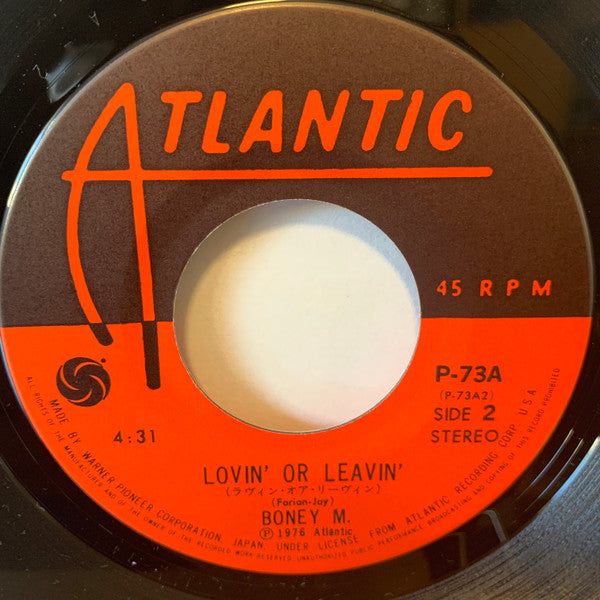 ATLANTIC
45 RPM
P-73A
(P-73A2)
SIDE 2
STEREO
4:31
LOVIN' OR LEAVIN'
(ラヴィン・オア・リーヴィン)
(Farian-Jay)
BONEY M.
Ⓟ 1976 Atlantic
MADE BY WARNER PIONEER CORPORATION, JAPAN, UNDER LICENSE FROM ATLANTIC RECORDING CORP. U.S.A.
ALL RIGHTS OF THE MANUFACTURER AND OF THE OWNER OF THE RECORDED WORK RESERVED. UNAUTHORIZED PUBLIC PERFORMANCE BROADCASTING AND COPYING OF THIS RECORD PROHIBITED